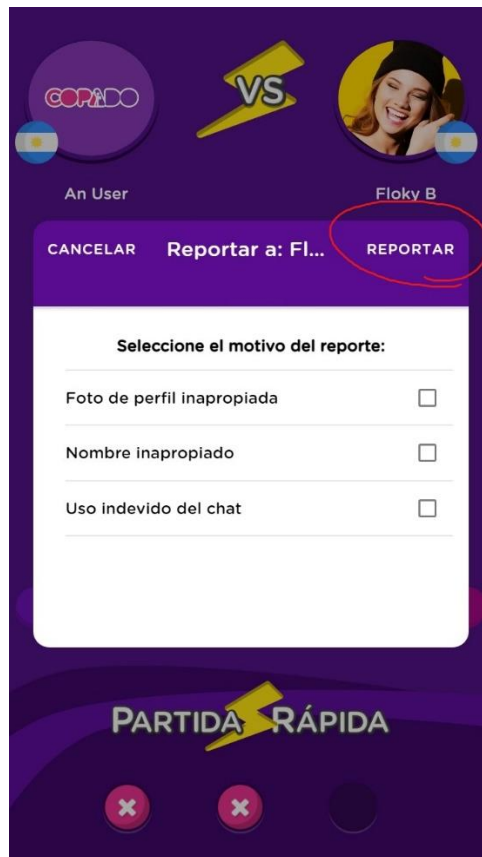 COPADO
VS
An User
Floky B
CANCELAR
Reportar a: Fl...
REPORTAR
Seleccione el motivo del reporte:
Foto de perfil inapropiada
Nombre inapropiado
Uso indevido del chat
PARTIDA RÁPIDA